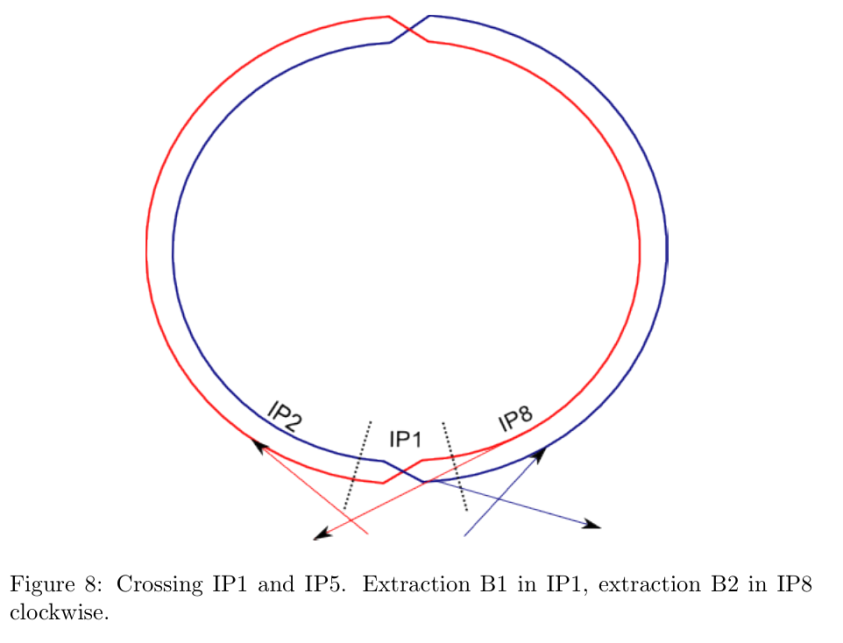 IP2
IP1
IP8
Figure 8: Crossing IP1 and IP5. Extraction B1 in IP1, extraction B2 in IP8
clockwise.